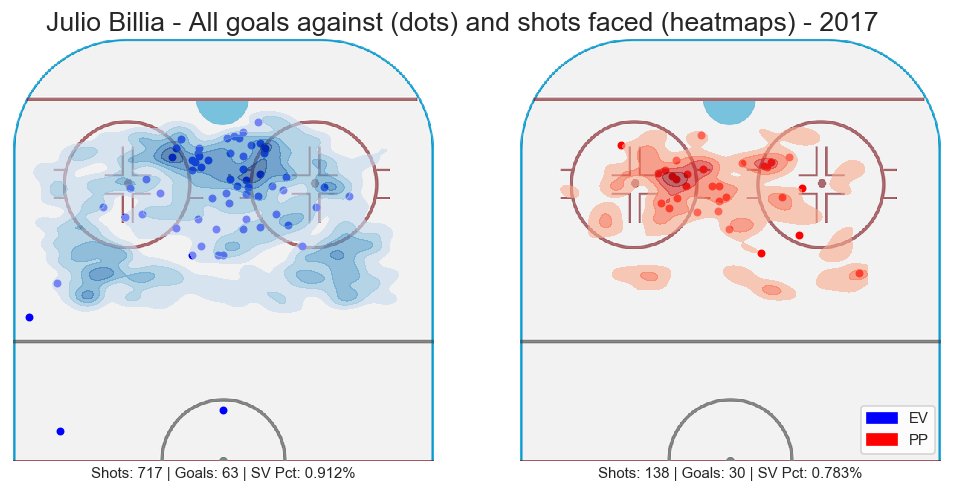 Julio Billia - All goals against (dots) and shots faced (heatmaps) - 2017
EV
PP
Shots: 717 | Goals: 63 | SV Pct: 0.912%
Shots: 138 | Goals: 30 | SV Pct: 0.783%